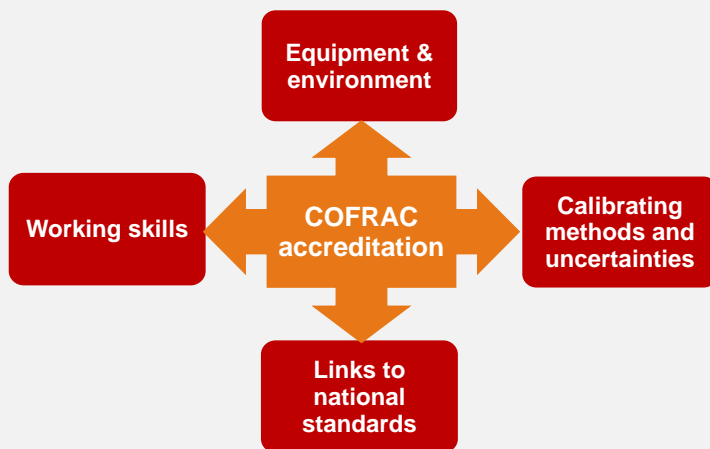 Equipment &
environment
Working skills
COFRAC
accreditation
Calibrating
methods and
uncertainties
Links to
national
standards